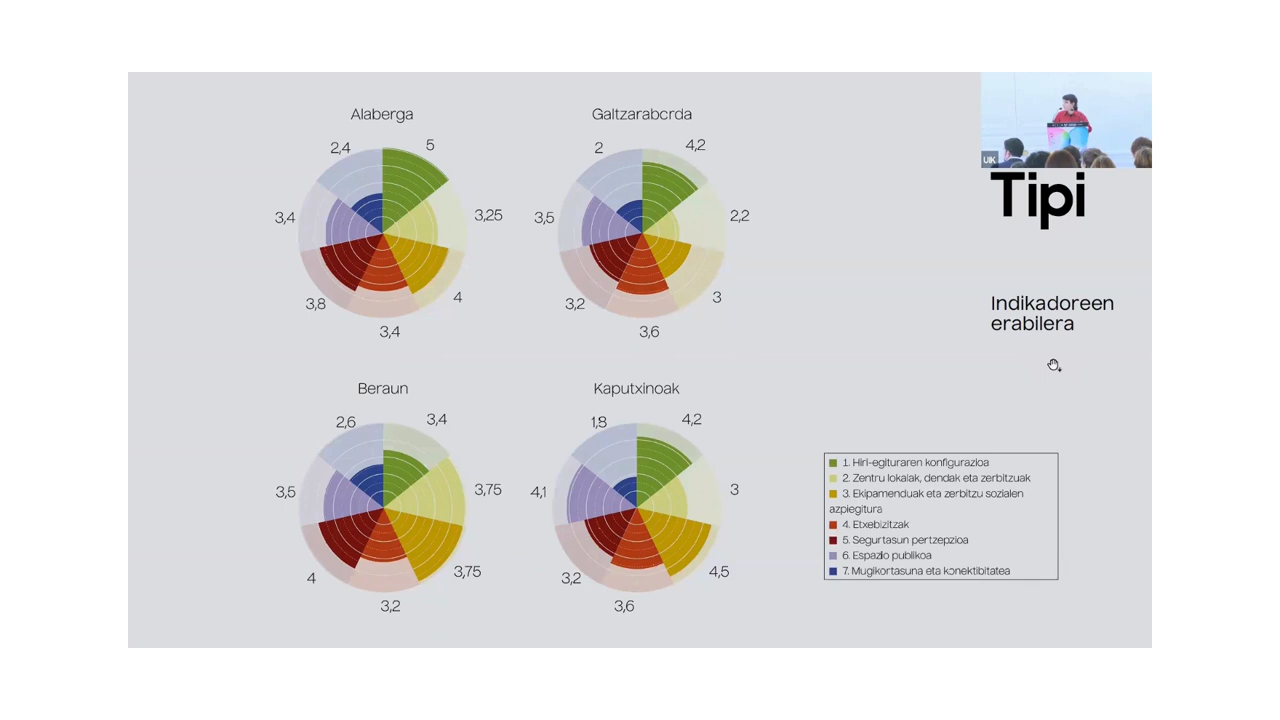 Alaberga
2,4
5
3,4
3,25
3,8
4
3,4
Galtzaraborda
2
4,2
3,5
2,2
3,2
3
3,6
UIK
Tipi
Indikadoreen
erabilera
Beraun
2,6
3,4
3,5
3,75
4
3,75
3,2
Kaputxinoak
1,8
4,2
4,1
3
3,2
4,5
3,6
1. Hiri-egituraren konfigurazioa
2. Zentru lokalak, dendak eta zerbitzuak
3. Ekipamenduak eta zerbitzu sozialen
azpiegitura
4. Etxebizitzak
5. Segurtasun pertzepzioa
6. Espazio publikoa
7. Mugikortasuna eta konektibitatea